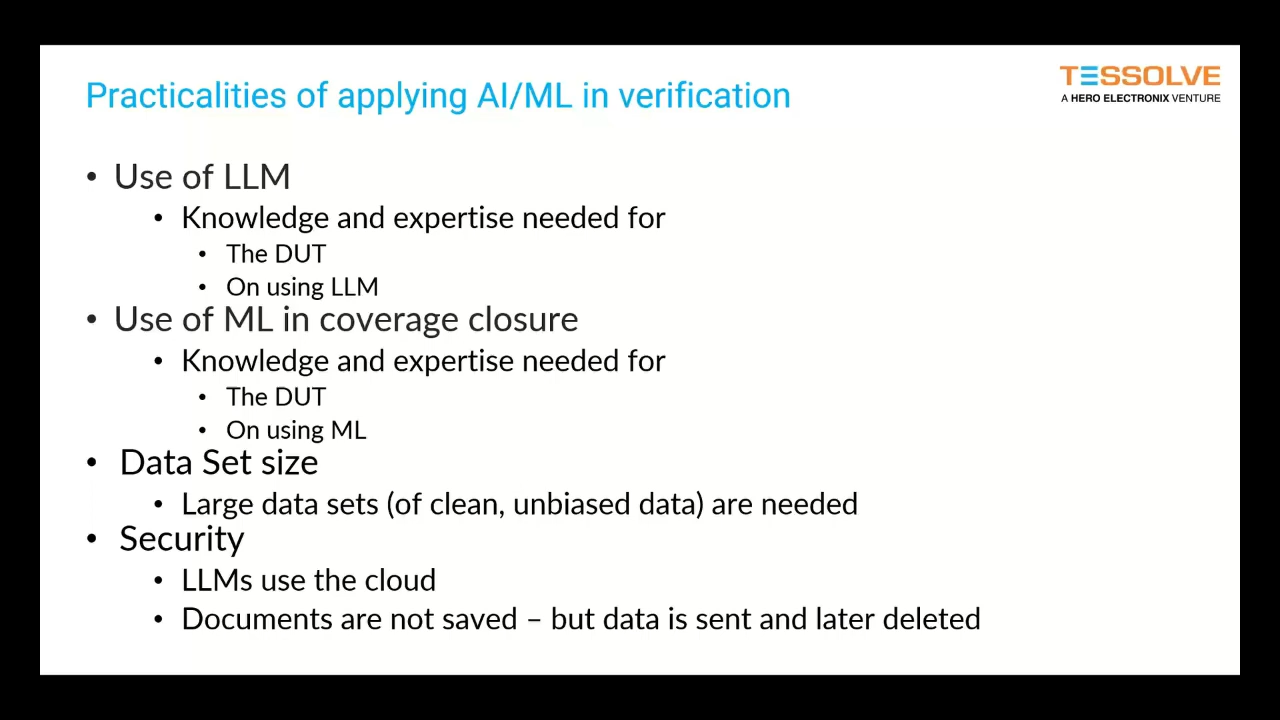 Practicalities of applying AI/ML in verification
TESSOLVE
A HERO ELECTRONIX VENTURE
• Use of LLM
• Knowledge and expertise needed for
• The DUT
• On using LLM
• Use of ML in coverage closure
• Knowledge and expertise needed for
• The DUT
• On using ML
• Data Set size
• Large data sets (of clean, unbiased data) are needed
• Security
• LLMs use the cloud
• Documents are not saved – but data is sent and later deleted